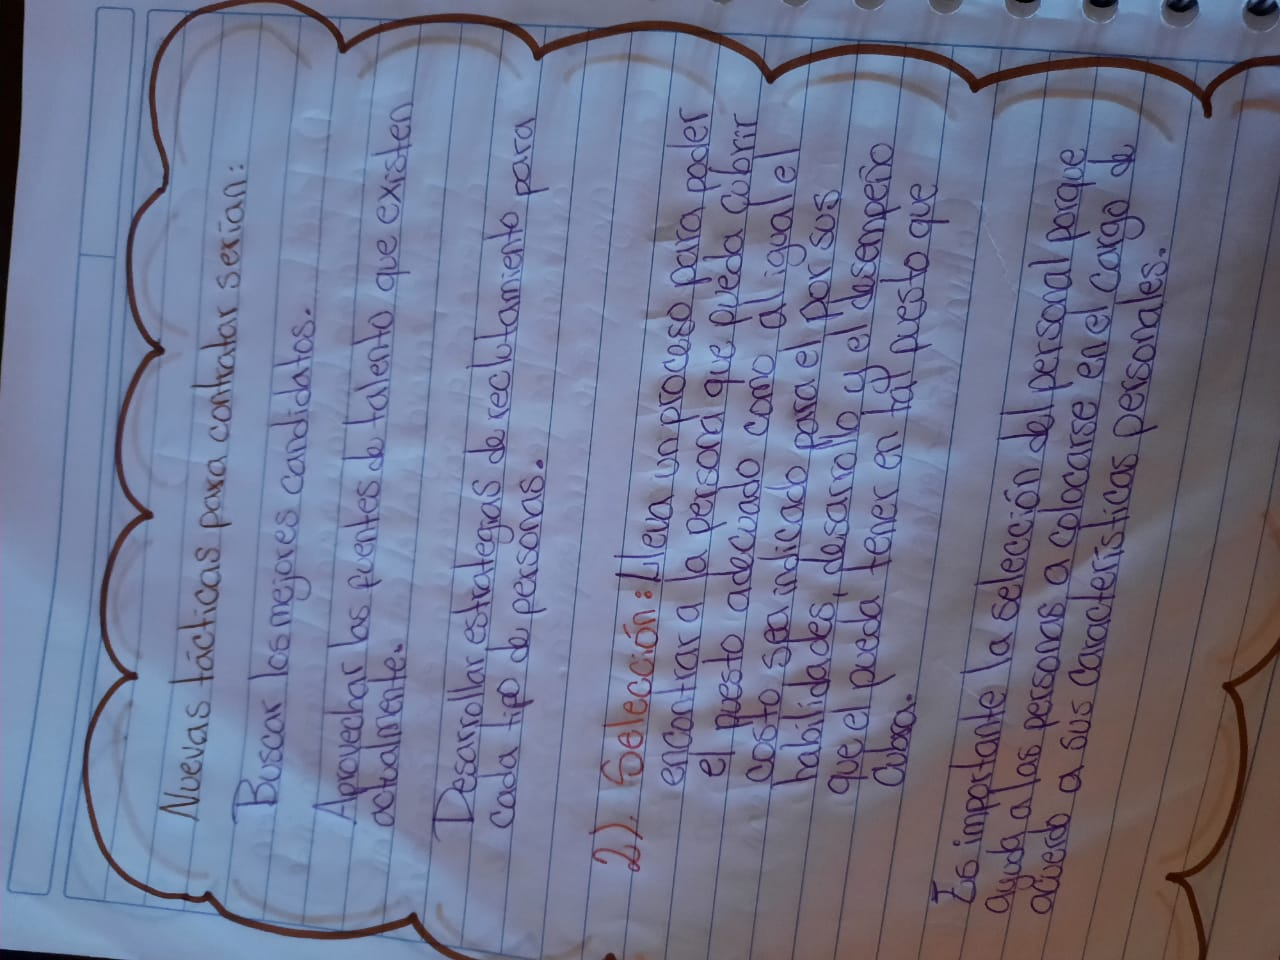 Nuevas tácticas para contratar serían:
Buscar los mejores candidatos.
Aprovechar las fuentes de talento que existen
actualmente.
Desarrollar estrategias de reclutamiento para
cada tipo de personas.
2). Selección: Lleva un proceso para poder
encontrar a la personal que pueda cubrir
el puesto adecuado como al igual el
costo sea indicado para el por sus
habilidades, desarrollo y el desempeño
que el pueda tener en tal puesto que
cubra.
Es importante la selección del personal porque
ayuda a las personas a colocarse en el cargo de
acuerdo a sus características personales.